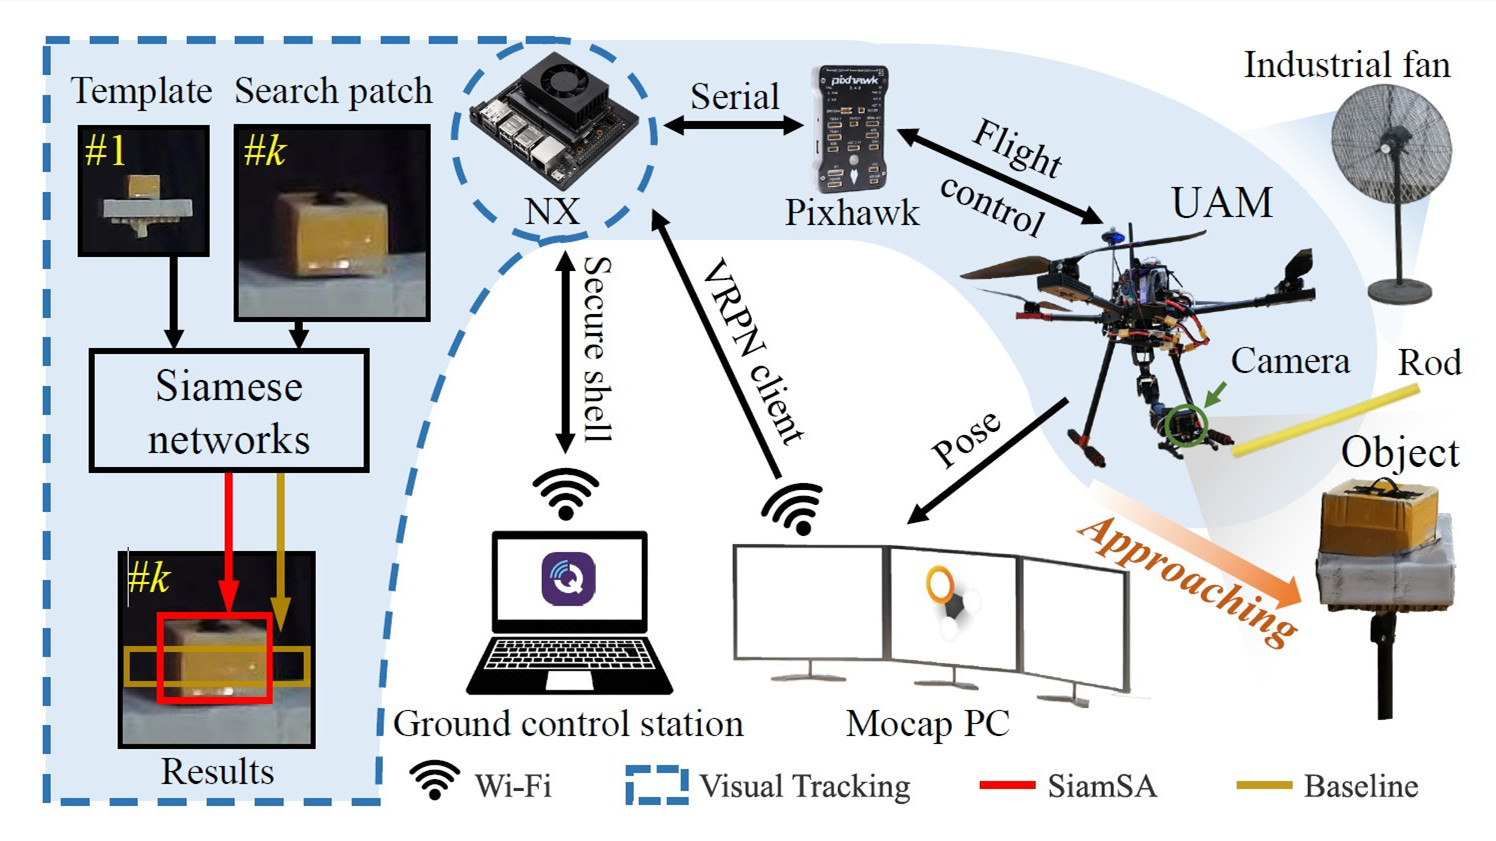 Template
Search patch
#1
#k
Siamese
networks
#k
Results
NX
Serial
pixhawk
Pixhawk
Flight
control
UAM
Industrial fan
Camera
Rod
Object
Secure shell
VRPN client
Pose
Approaching
Q
Ground control station
Mocap PC
Wi-Fi
Visual Tracking
SiamSA
Baseline